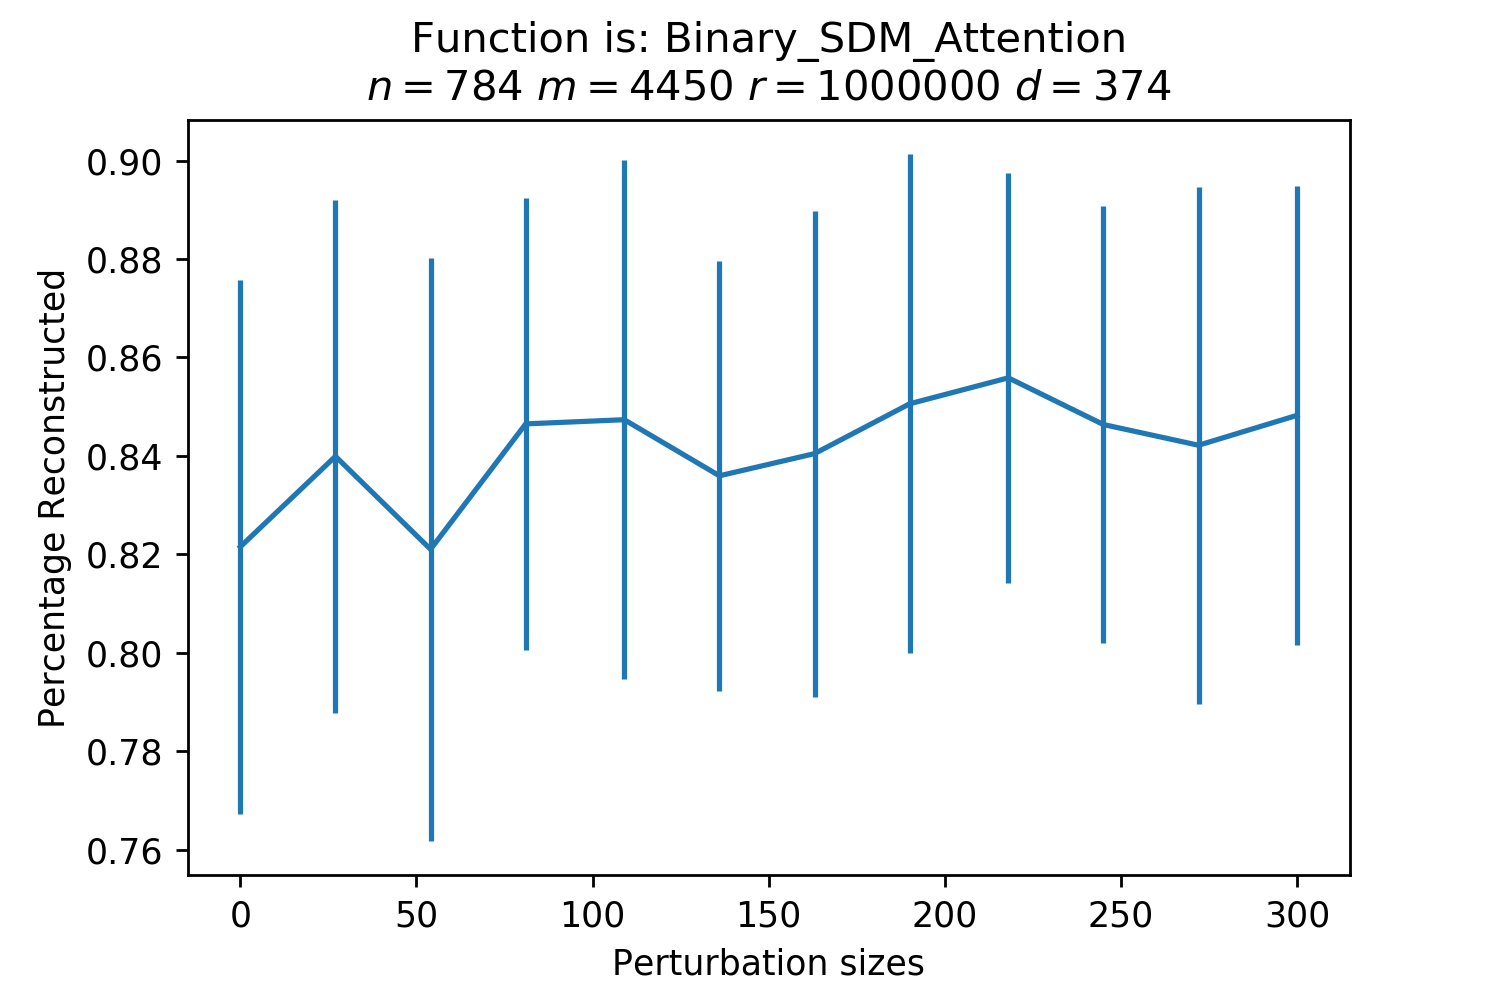 Function is: Binary_SDM_Attention
n = 784 m = 4450 r = 1000000 d = 374
Percentage Reconstructed
0.90
0.88
0.86
0.84
0.82
0.80
0.78
0.76
0 50 100 150 200 250 300
Perturbation sizes